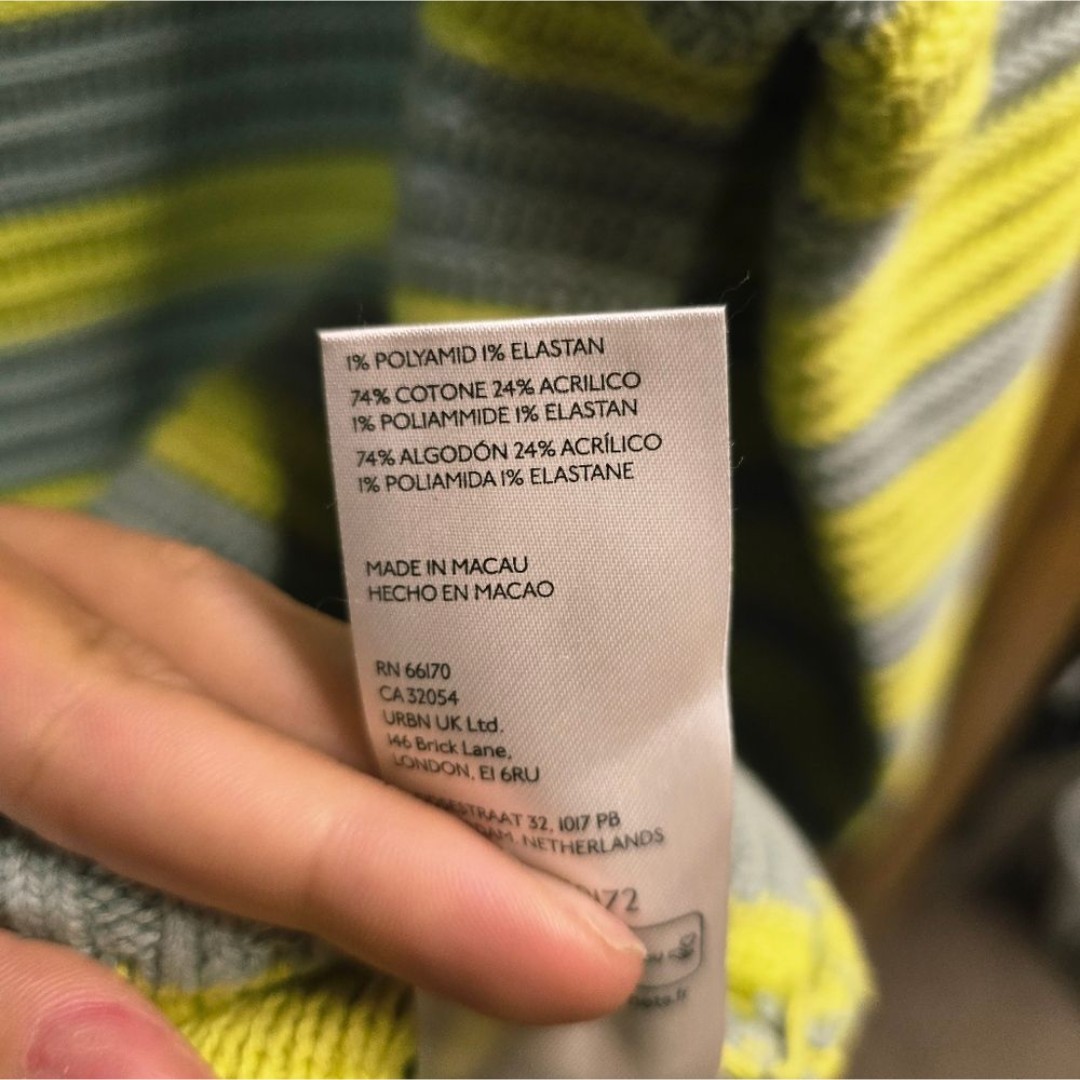 1% POLYAMID 1% ELASTAN
74% COTONE 24% ACRILICO
1% POLIAMMIDE 1% ELASTAN
74% ALGODÓN 24% ACRÍLICO
1% POLIAMIDA 1% ELASTANE
MADE IN MACAU
HECHO EN MACAO
RN 66170
CA 32054
URBN UK Ltd.
146 Brick Lane,
LONDON, E1 6RU
32, 1017 PB
NETHERLANDS